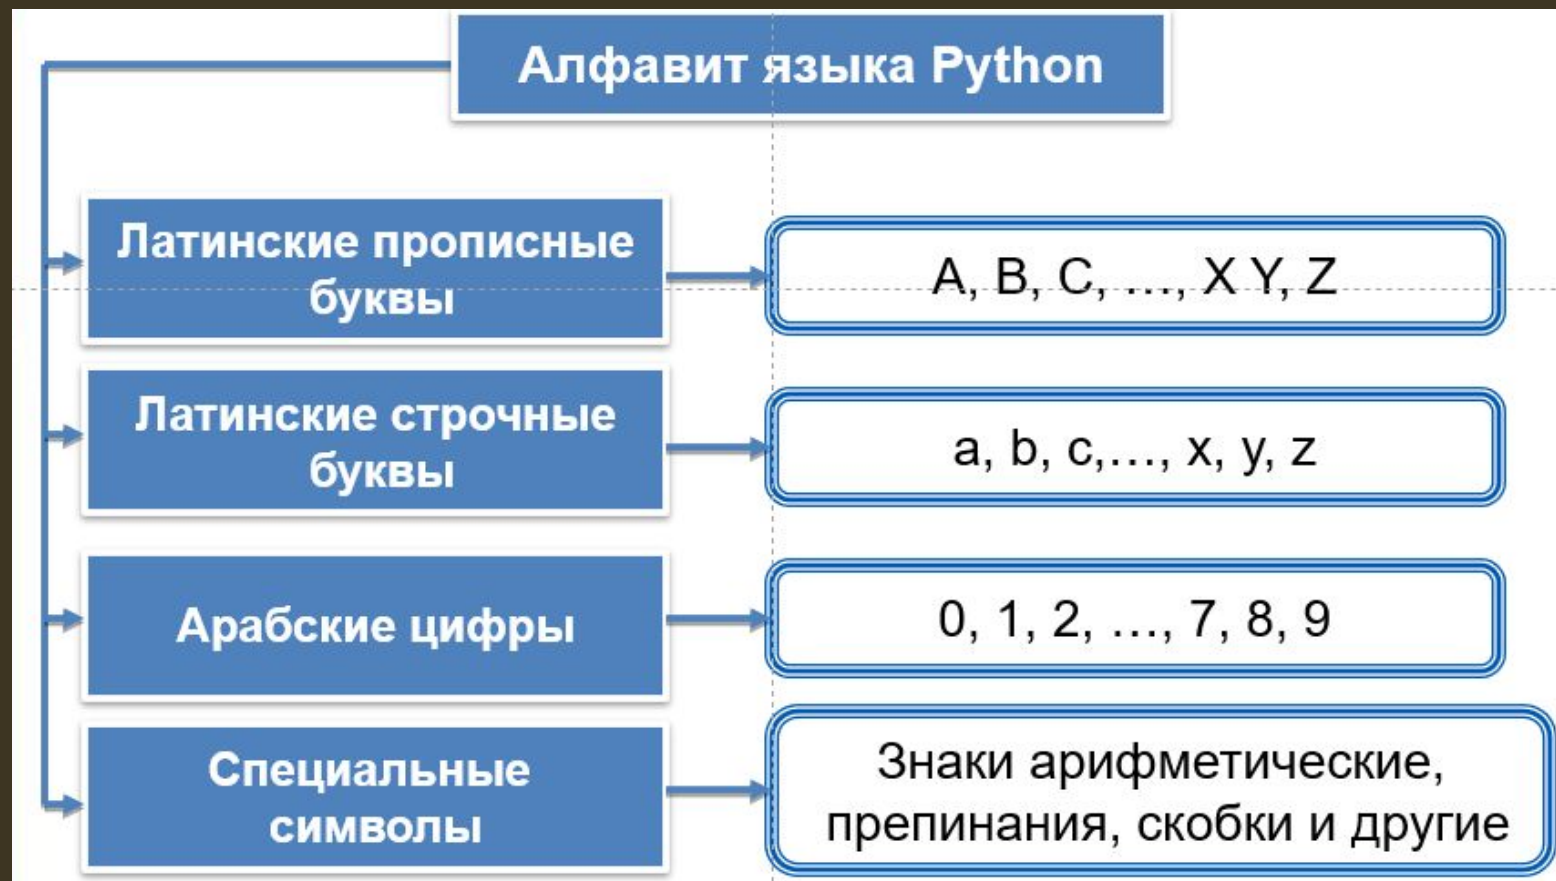 Алфавит языка Python
Латинские прописные
буквы
A, B, C, …, X Y, Z
Латинские строчные
буквы
a, b, c,…, x, y, z
Арабские цифры
0, 1, 2, …, 7, 8, 9
Специальные
символы
Знаки арифметические,
препинания, скобки и другие